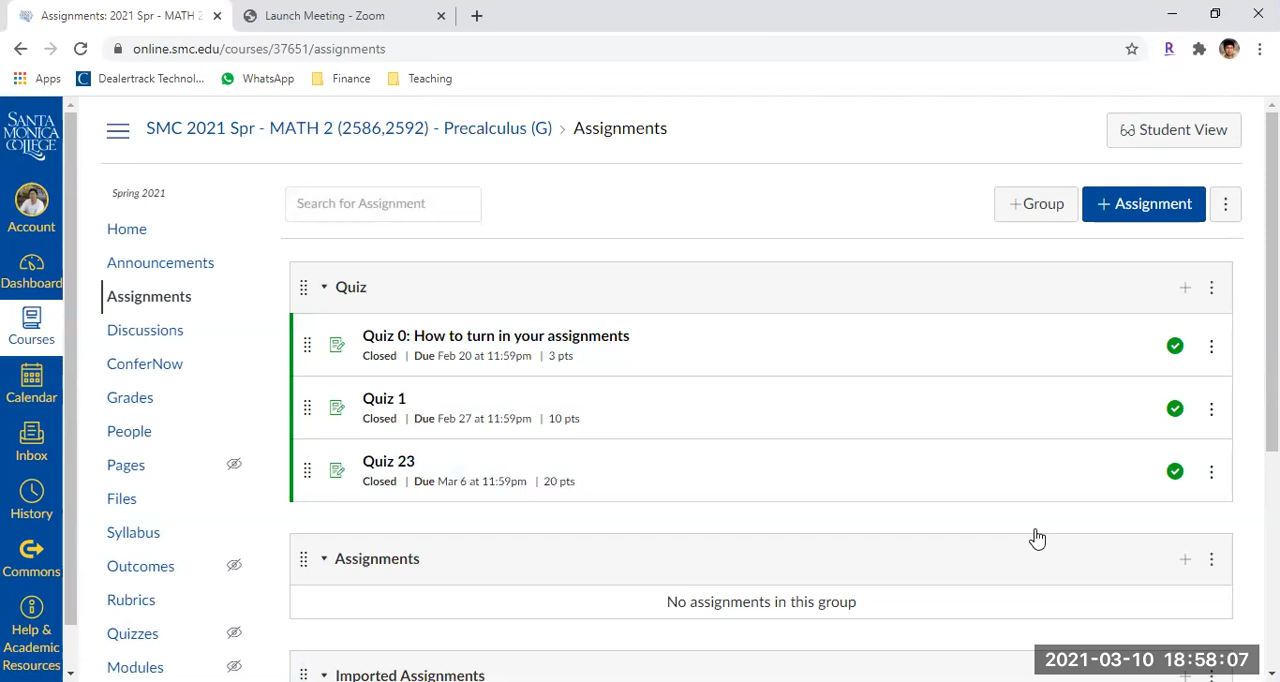 Assignments: 2021 Spr - MATH 2
Launch Meeting - Zoom
online.smc.edu/courses/37651/assignments
Apps
Dealertrack Technol...
WhatsApp
Finance
Teaching
SANTA
MONICA
COLLEGE
Account
Dashboard
Courses
Calendar
Inbox
History
Commons
Help &
Academic
Resources
SMC 2021 Spr - MATH 2 (2586,2592) - Precalculus (G) › Assignments
Student View
Spring 2021
Home
Announcements
Assignments
Discussions
ConferNow
Grades
People
Pages
Files
Syllabus
Outcomes
Rubrics
Quizzes
Modules
Search for Assignment
+Group
+ Assignment
Quiz
Quiz 0: How to turn in your assignments
Closed | Due Feb 20 at 11:59pm | 3 pts
Quiz 1
Closed | Due Feb 27 at 11:59pm | 10 pts
Quiz 23
Closed | Due Mar 6 at 11:59pm | 20 pts
Assignments
No assignments in this group
Imported Assignments
2021-03-10 18:58:07